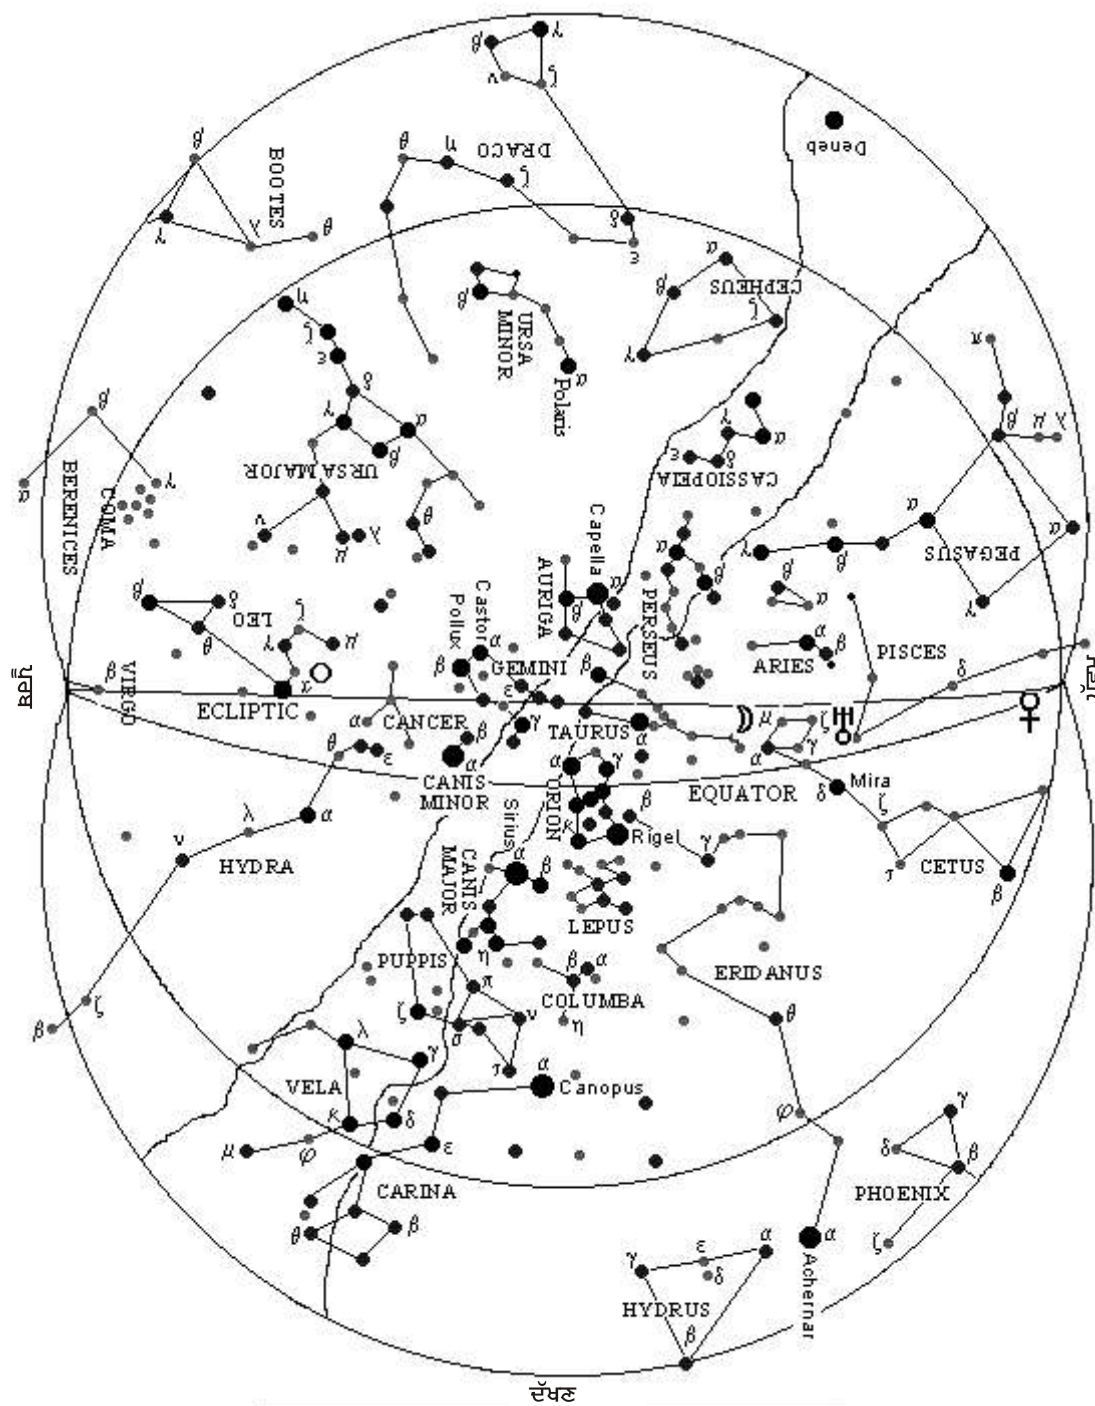 β γ
ν ζ
DRACO
θ η ζ
Deneb
β
BOOTES
γ λ θ
δ ε
α
CEPHEUS
β ζ
γ
URSA MINOR
β
Polaris α
η
ζ
ε
δ
γ α
β
URSA MAJOR
ν μ λ
θ
CASSIOPEIA
ε δ γ α
π
β μ λ
PEGASUS
α α
γ β
γ
β
α γ
COMA BERENICES
Capella
α
β
AURIGA
PERSEUS
α β
β α
α β
ARIES
PISCES
δ
LEO
β δ
θ
ζ
γ μ
α
Castor α
Pollux β
GEMINI
ε
γ
β
VIRGO
ECLIPTIC
CANCER
α
β
TAURUS
α
μ ζ
α γ
θ ε
CANIS MINOR
β
α
α γ
ORION
κ
β
EQUATOR
δ Mira
ζ
τ
CETUS
β
α
λ
ν
HYDRA
ζ
β
Sirius
α β
CANIS MAJOR
η
Rigel
γ
LEPUS
PUPPIS
π
ζ σ ν
τ
β α
COLUMBA
η
ERIDANUS
θ
λ γ
VELA
κ δ
μ φ
α
Canopus
ε
φ
γ
δ β
PHOENIX
ζ
CARINA
θ β
α
Achernar
γ ε α
δ
HYDRUS
β
ਦੱਖਣ